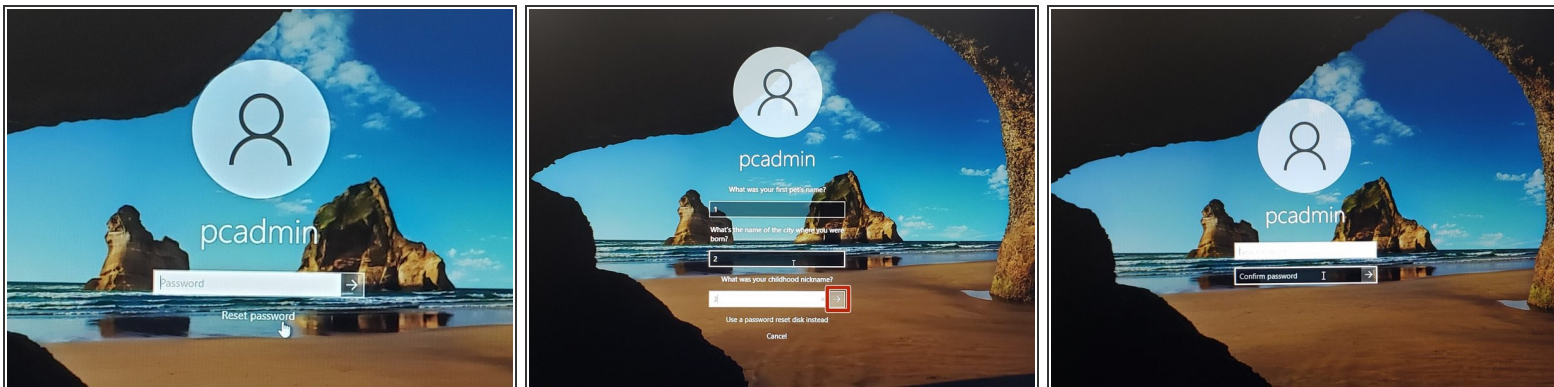 pcadmin
Password
Reset password
pcadmin
What was your first pet's name?
1
What's the name of the city where you were
born?
2
What was your childhood nickname?
Use a password reset disk instead
Cancel
pcadmin
Confirm password